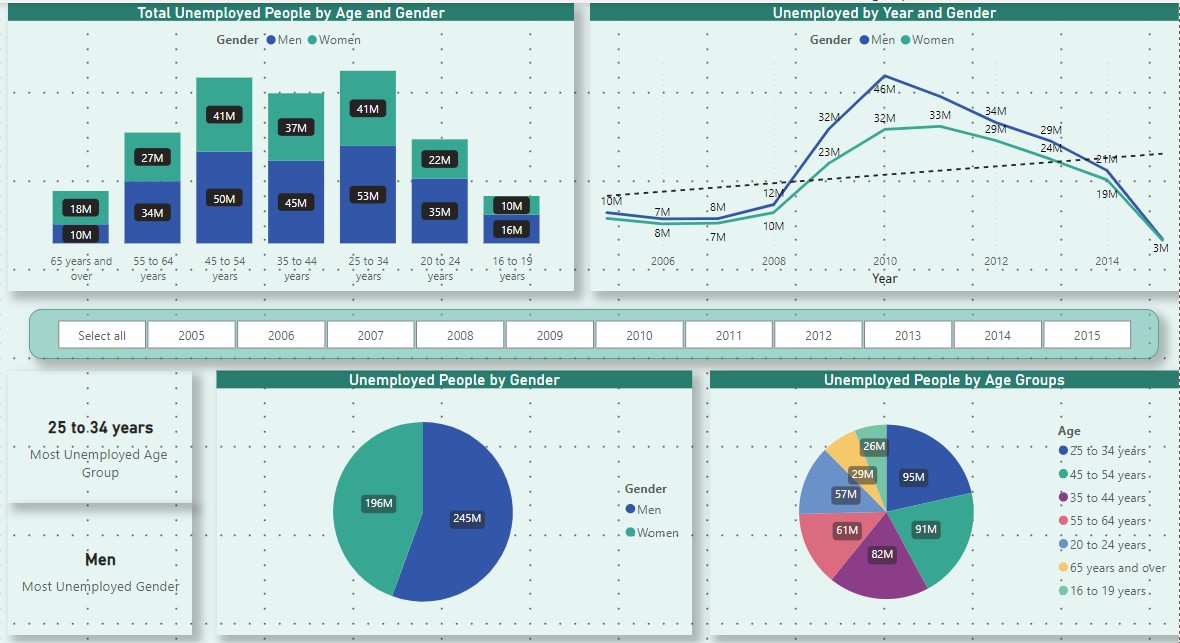 Total Unemployed People by Age and Gender
Gender Men Women
41M
41M
37M
27M
22M
18M
10M
50M
53M
45M
34M
35M
10M
16M
65 years and over
55 to 64 years
45 to 54 years
35 to 44 years
25 to 34 years
20 to 24 years
16 to 19 years
Unemployed by Year and Gender
Gender Men Women
46M
32M
32M
33M
34M
29M
29M
24M
23M
21M
19M
12M
10M
10M
7M
8M
8M
7M
3M
2006 2008 2010 2012 2014
Year
Select all 2005 2006 2007 2008 2009 2010 2011 2012 2013 2014 2015
25 to 34 years
Most Unemployed Age
Group
Men
Most Unemployed Gender
Unemployed People by Gender
196M
245M
Gender
Men
Women
Unemployed People by Age Groups
26M
29M
95M
57M
61M
91M
82M
Age
25 to 34 years
45 to 54 years
35 to 44 years
55 to 64 years
20 to 24 years
65 years and over
16 to 19 years